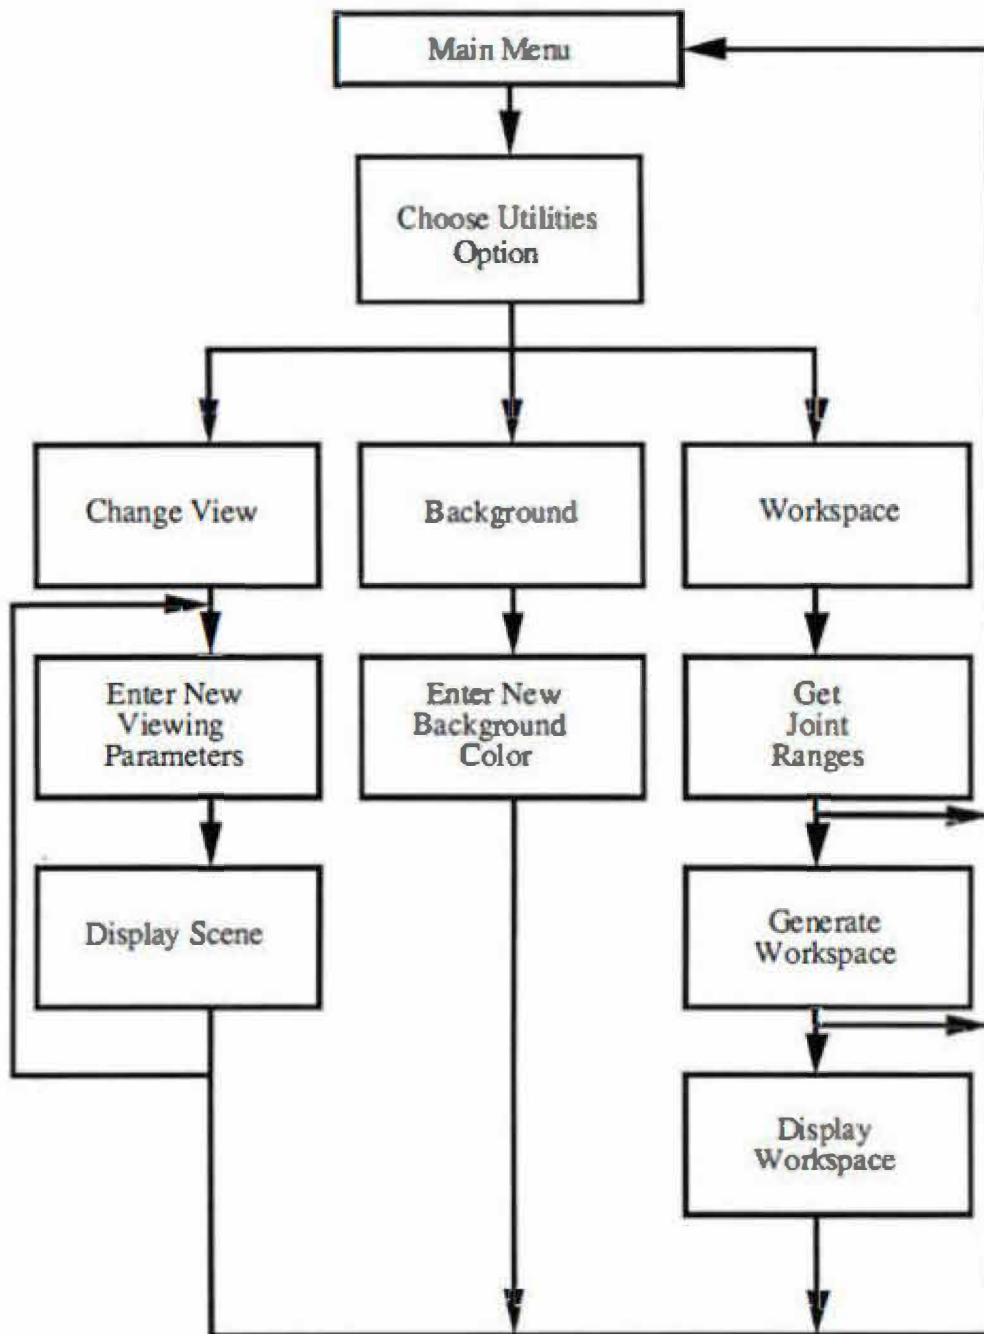 Main Menu
Choose Utilities
Option
Change View
Background
Workspace
Enter New
Viewing
Parameters
Enter New
Background
Color
Get
Joint
Ranges
Display Scene
Generate
Workspace
Display
Workspace